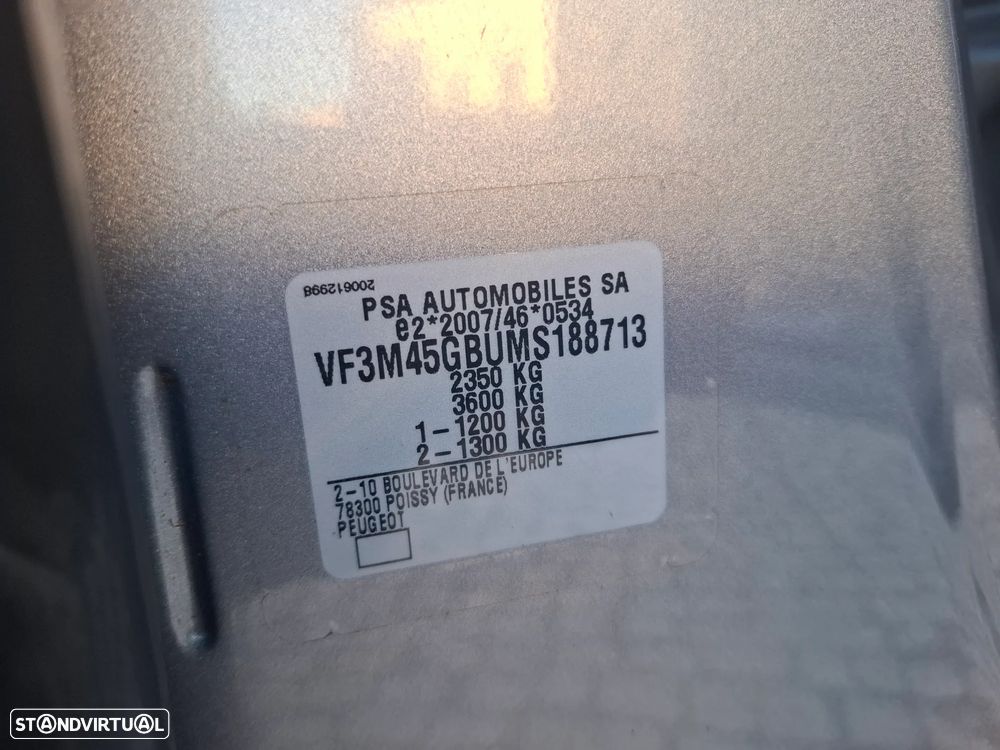 200612998
PSA AUTOMOBILES SA
e2*2007/46*0534
VF3M45GBUMS188713
2350 KG
3600 KG
1-1200 KG
2-1300 KG
2-10 BOULEVARD DE L'EUROPE
78300 POISSY (FRANCE)
PEUGEOT
STANDVIRTUAL